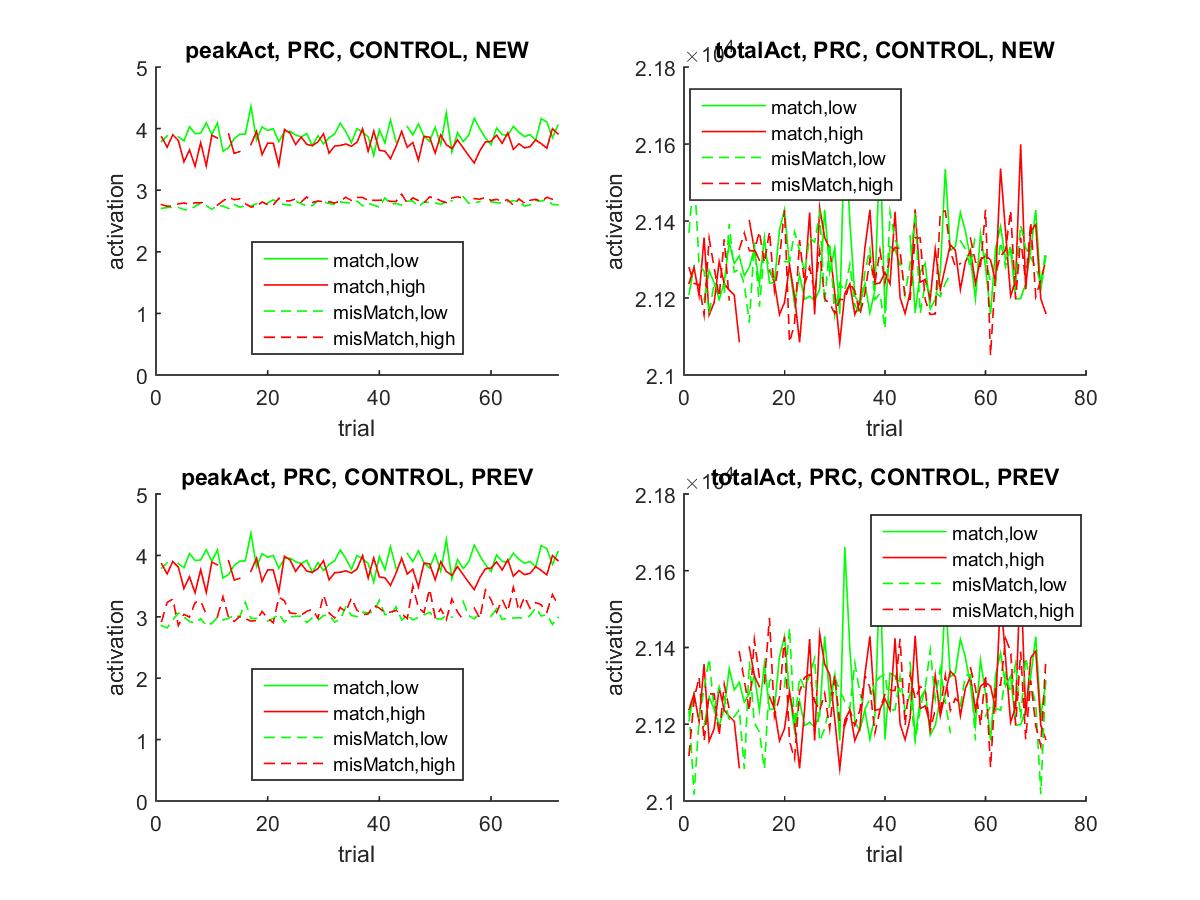 peakAct, PRC, CONTROL, NEW
5
4
3
2
1
0
activation
match,low
match,high
misMatch,low
misMatch,high
0 20 40 60
trial
×10⁴
totalAct, PRC, CONTROL, NEW
2.18
2.16
2.14
2.12
2.1
activation
match,low
match,high
misMatch,low
misMatch,high
0 20 40 60 80
trial
peakAct, PRC, CONTROL, PREV
5
4
3
2
1
0
activation
match,low
match,high
misMatch,low
misMatch,high
0 20 40 60
trial
×10⁴
totalAct, PRC, CONTROL, PREV
2.18
2.16
2.14
2.12
2.1
activation
match,low
match,high
misMatch,low
misMatch,high
0 20 40 60 80
trial